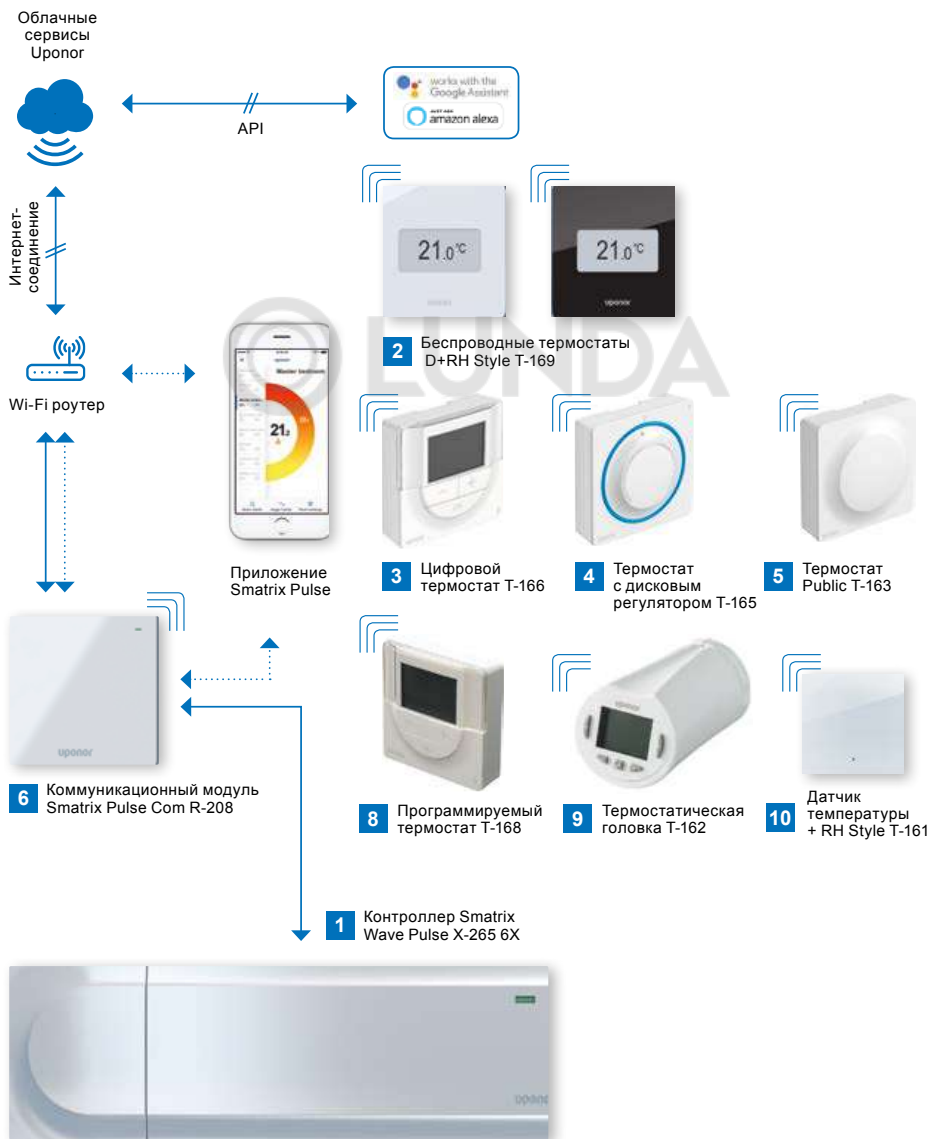 Облачные
сервисы
Uponor
works with the
Google Assistant
amazon alexa
API
Интернет-
соединение
21.0°C
uponor
21.0°C
uponor
LUNDA
2
Беспроводные термостаты
D+RH Style T-169
Wi-Fi роутер
Master bedroom
21.
Приложение
Smatrix Pulse
3
Цифровой
термостат T-166
4
Термостат
с дисковым
регулятором T-165
5
Термостат
Public T-163
uponor
6
Коммуникационный модуль
Smatrix Pulse Com R-208
8
Программируемый
термостат T-168
uponor
9
Термостатическая
головка T-162
10
Датчик
температуры
+ RH Style T-161
1
Контроллер Smatrix
Wave Pulse X-265 6X
uponor